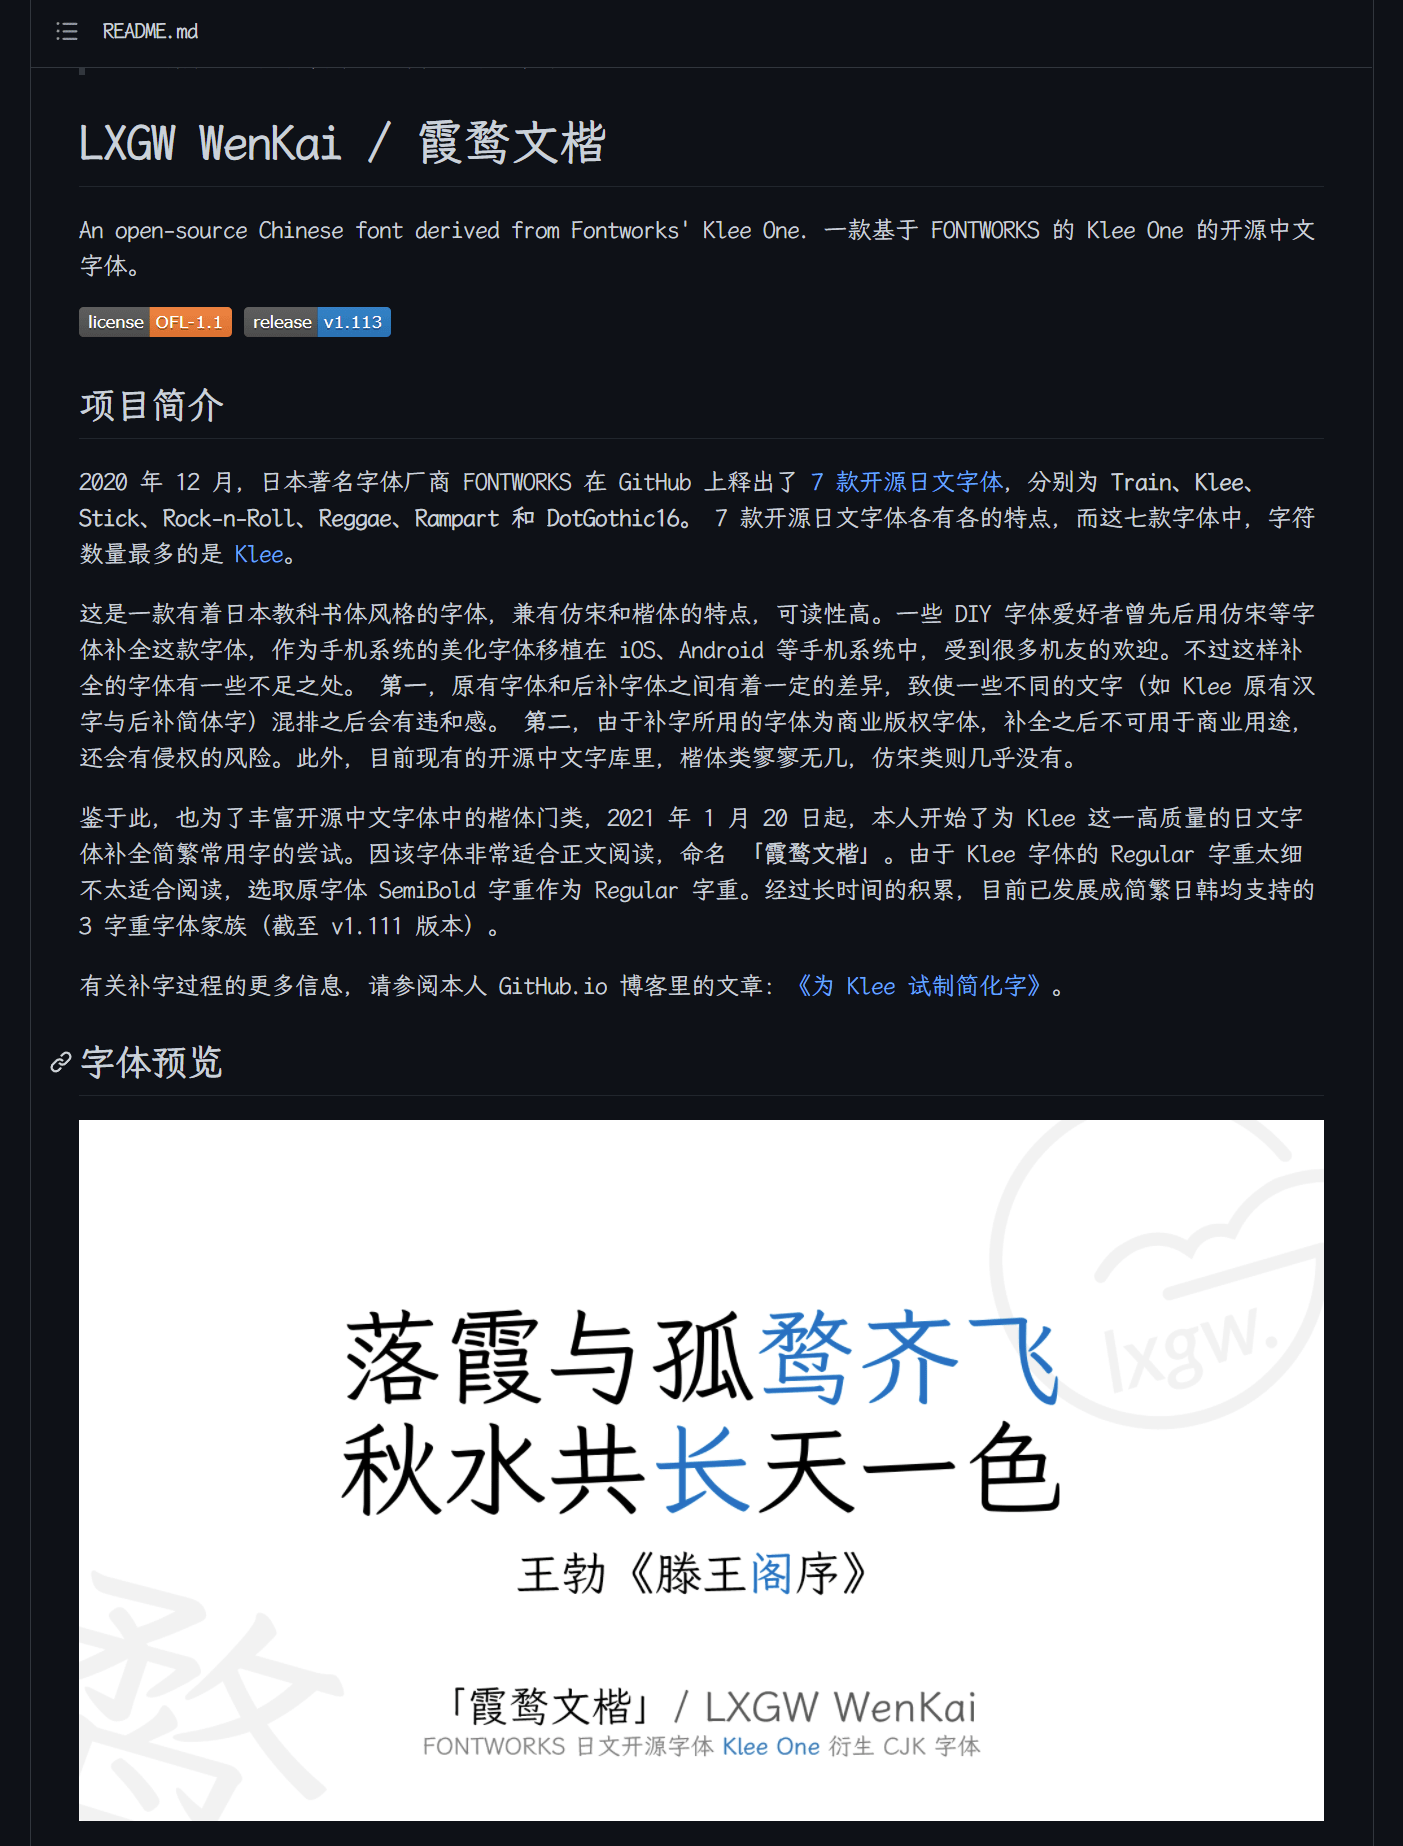 README.md
LXGW WenKai / 霞鹜文楷
An open-source Chinese font derived from Fontworks' Klee One. 一款基于 FONTWORKS 的 Klee One 的开源中文
字体。
license OFL-1.1 release v1.113
项目简介
2020 年 12 月，日本著名字体厂商 FONTWORKS 在 GitHub 上释出了 7 款开源日文字体，分别为 Train、Klee、
Stick、Rock-n-Roll、Reggae、Rampart 和 DotGothic16。 7 款开源日文字体各有各的特点，而这七款字体中，字符
数量最多的是 Klee。
这是一款有着日本教科书体风格的字体，兼有仿宋和楷体的特点，可读性高。一些 DIY 字体爱好者曾先后用仿宋等字
体补全这款字体，作为手机系统的美化字体移植在 iOS、Android 等手机系统中，受到很多机友的欢迎。不过这样补
全的字体有一些不足之处。 第一，原有字体和后补字体之间有着一定的差异，致使一些不同的文字（如 Klee 原有汉
字与后补简体字）混排之后会有违和感。 第二，由于补字所用的字体为商业版权字体，补全之后不可用于商业用途，
还会有侵权的风险。此外，目前现有的开源中文字库里，楷体类寥寥无几，仿宋类则几乎没有。
鉴于此，也为了丰富开源中文字体中的楷体门类，2021 年 1 月 20 日起，本人开始了为 Klee 这一高质量的日文字
体补全简繁常用字的尝试。因该字体非常适合正文阅读，命名 「霞鹜文楷」。由于 Klee 字体的 Regular 字重太细
不太适合阅读，选取原字体 SemiBold 字重作为 Regular 字重。经过长时间的积累，目前已发展成简繁日韩均支持的
3 字重字体家族（截至 v1.111 版本）。
有关补字过程的更多信息，请参阅本人 GitHub.io 博客里的文章：《为 Klee 试制简化字》。
字体预览
lxgw.
落霞与孤鹜齐飞
秋水共长天一色
王勃《滕王阁序》
鹜
「霞鹜文楷」/ LXGW WenKai
FONTWORKS 日文开源字体 Klee One 衍生 CJK 字体